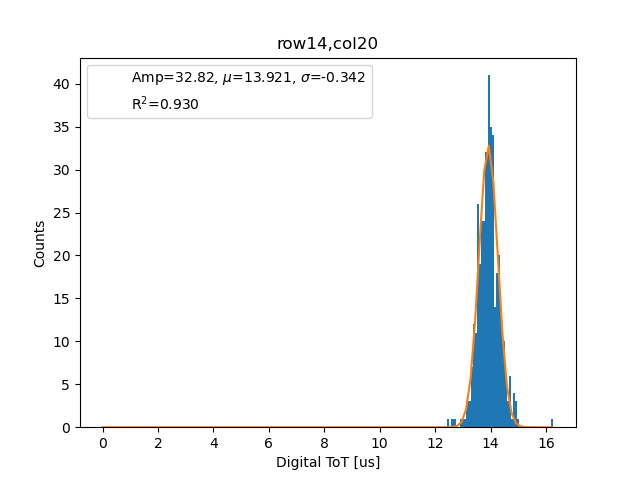 row14,col20
Amp=32.82, μ=13.921, σ=-0.342
R²=0.930
40
35
30
25
20
15
10
5
0
Counts
0 2 4 6 8 10 12 14 16
Digital ToT [us]